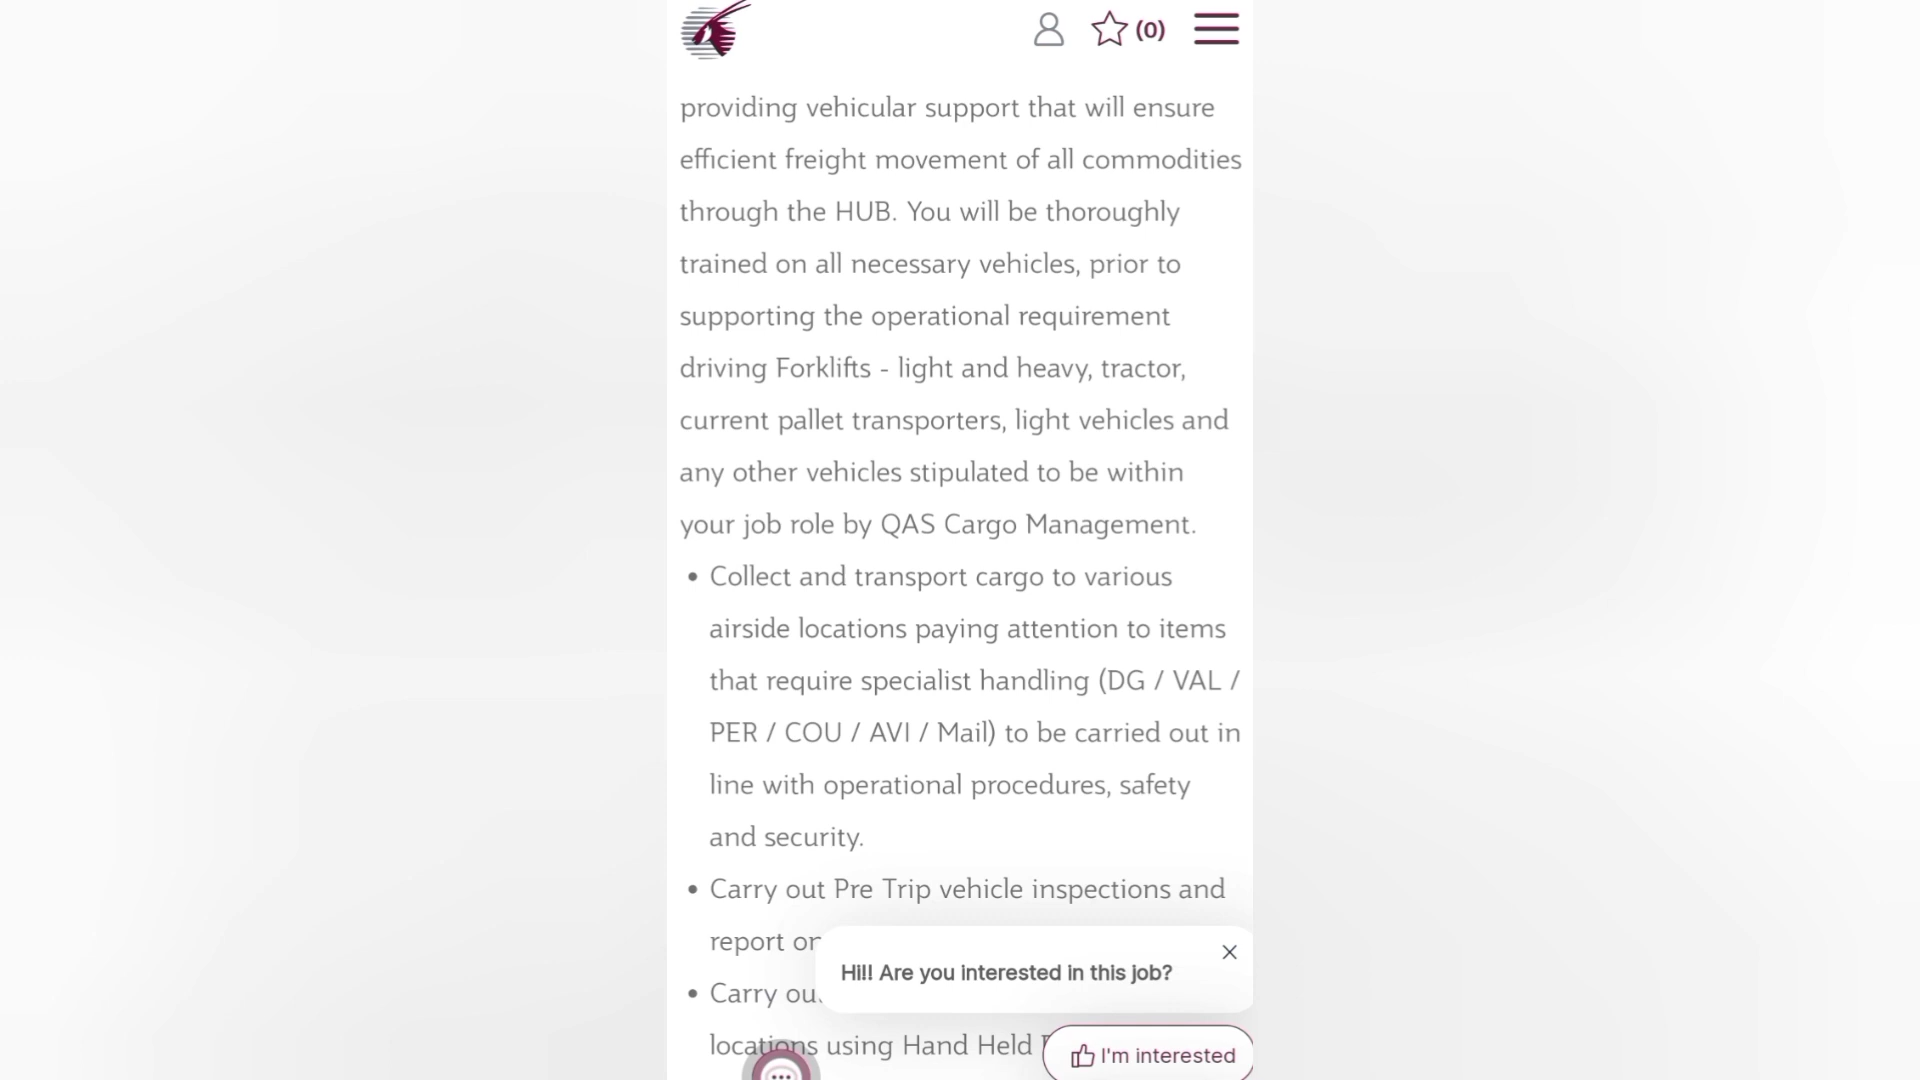 (0)
providing vehicular support that will ensure
efficient freight movement of all commodities
through the HUB. You will be thoroughly
trained on all necessary vehicles, prior to
supporting the operational requirement
driving Forklifts - light and heavy, tractor,
current pallet transporters, light vehicles and
any other vehicles stipulated to be within
your job role by QAS Cargo Management.
• Collect and transport cargo to various
airside locations paying attention to items
that require specialist handling (DG / VAL /
PER / COU / AVI / Mail) to be carried out in
line with operational procedures, safety
and security.
• Carry out Pre Trip vehicle inspections and
report
Hi!! Are you interested in this job?
• Carry
locations using Hand Held
I'm interested